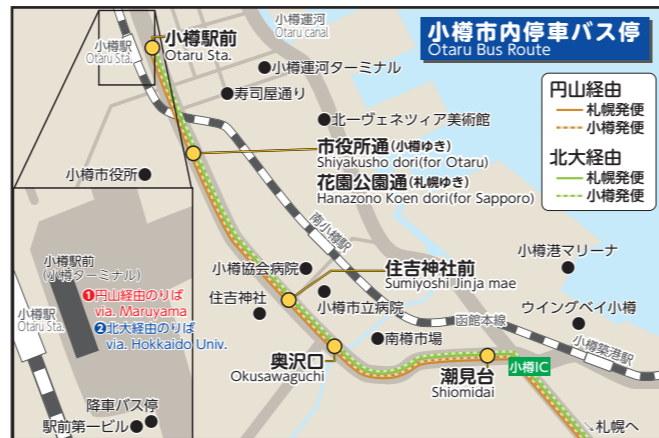 小樽市内停車バス停
Otaru Bus Route
円山経由
札幌発便
小樽発便
北大経由
札幌発便
小樽発便
小樽駅
Otaru Sta.
小樽駅前
Otaru Sta.
小樽運河
Otaru canal
小樽運河ターミナル
寿司屋通り
北一ヴェネツィア美術館
市役所通(小樽ゆき)
Shiyakusho dori(for Otaru)
花園公園通(札幌ゆき)
Hanazono Koen dori(for Sapporo)
小樽市役所
南小樽駅
小樽港マリーナ
小樽協会病院
住吉神社前
Sumiyoshi Jinja mae
住吉神社
小樽市立病院
函館本線
ウイングベイ小樽
南樽市場
小樽築港駅
奥沢口
Okusawaguchi
潮見台
Shiomidai
小樽IC
札幌へ
小樽駅前
(小樽ターミナル)
❶円山経由のりば
via. Maruyama
❷北大経由のりば
via. Hokkaido Univ.
小樽駅
Otaru Sta.
降車バス停
駅前第一ビル